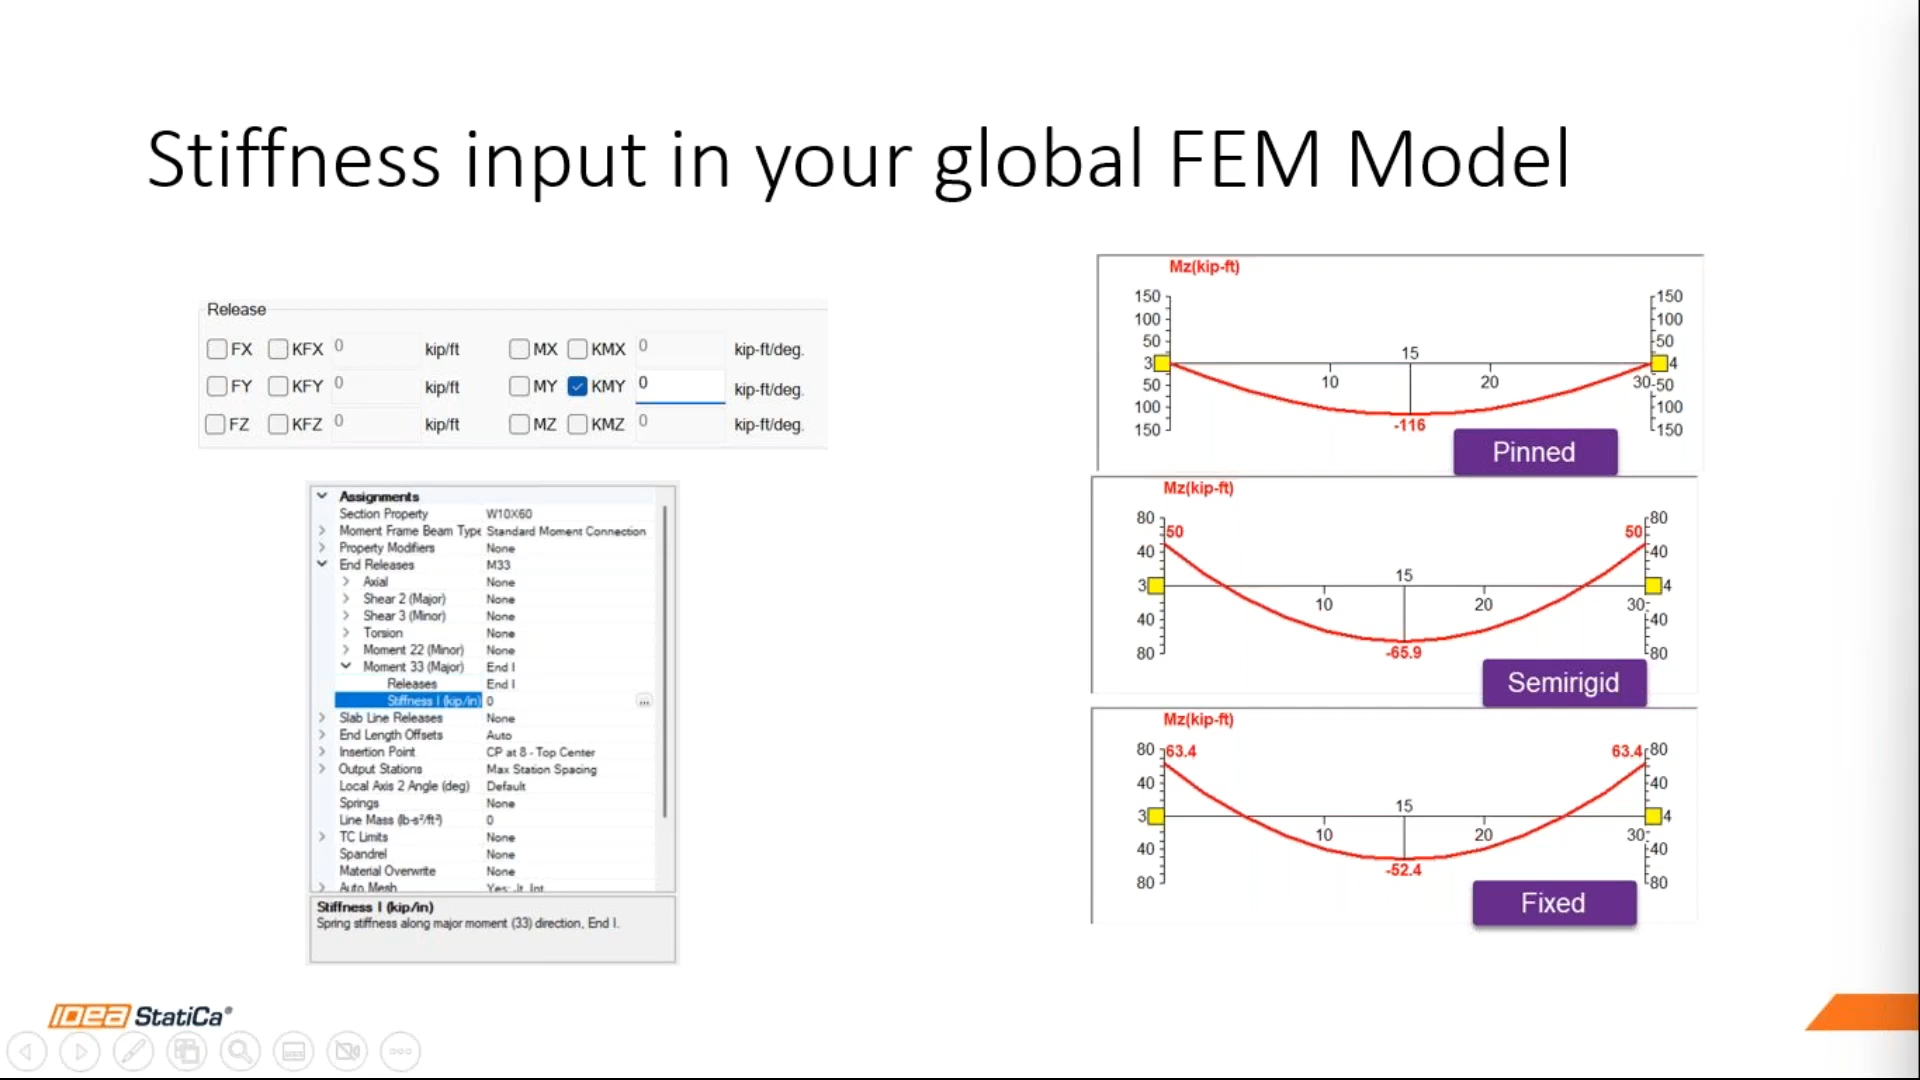 Stiffness input in your global FEM Model
Release
FX KFX 0 kip/ft MX KMX 0 kip-ft/deg.
FY KFY 0 kip/ft MY KMY 0 kip-ft/deg.
FZ KFZ 0 kip/ft MZ KMZ 0 kip-ft/deg.
Assignments
Section Property W10X60
Moment Frame Beam Type Standard Moment Connection
Property Modifiers None
End Releases M33
Axial None
Shear 2 (Major) None
Shear 3 (Minor) None
Torsion None
Moment 22 (Minor) None
Moment 33 (Major) End I
Releases End I
Stiffness I (kip/in) 0 ...
Slab Line Releases None
End Length Offsets Auto
Insertion Point CP at 8 - Top Center
Output Stations Max Station Spacing
Local Axis 2 Angle (deg) Default
Springs None
Line Mass (lb-s²/ft²) 0
TC Limits None
Spandrel None
Material Overwrite None
Auto Mesh Yes: Jt, Int
Stiffness I (kip/in)
Spring stiffness along major moment (33) direction, End I.
Mz(kip-ft)
150 150
100 100
50 50
15
3 4
10 20 30
50 50
100 100
-116
150 150
Pinned
Mz(kip-ft)
80 80
50 50
40 40
15
3 4
10 20 30
40 40
-65.9
80 80
Semirigid
Mz(kip-ft)
80 63.4 63.4 80
40 40
15
3 4
10 20 30
40 40
-52.4
80 80
Fixed
IDEA StatiCa®